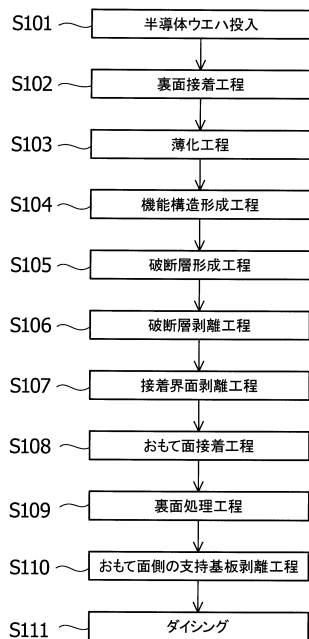 S101 半導体ウエハ投入
S102 裏面接着工程
S103 薄化工程
S104 機能構造形成工程
S105 破断層形成工程
S106 破断層剥離工程
S107 接着界面剥離工程
S108 おもて面接着工程
S109 裏面処理工程
S110 おもて面側の支持基板剥離工程
S111 ダイシング